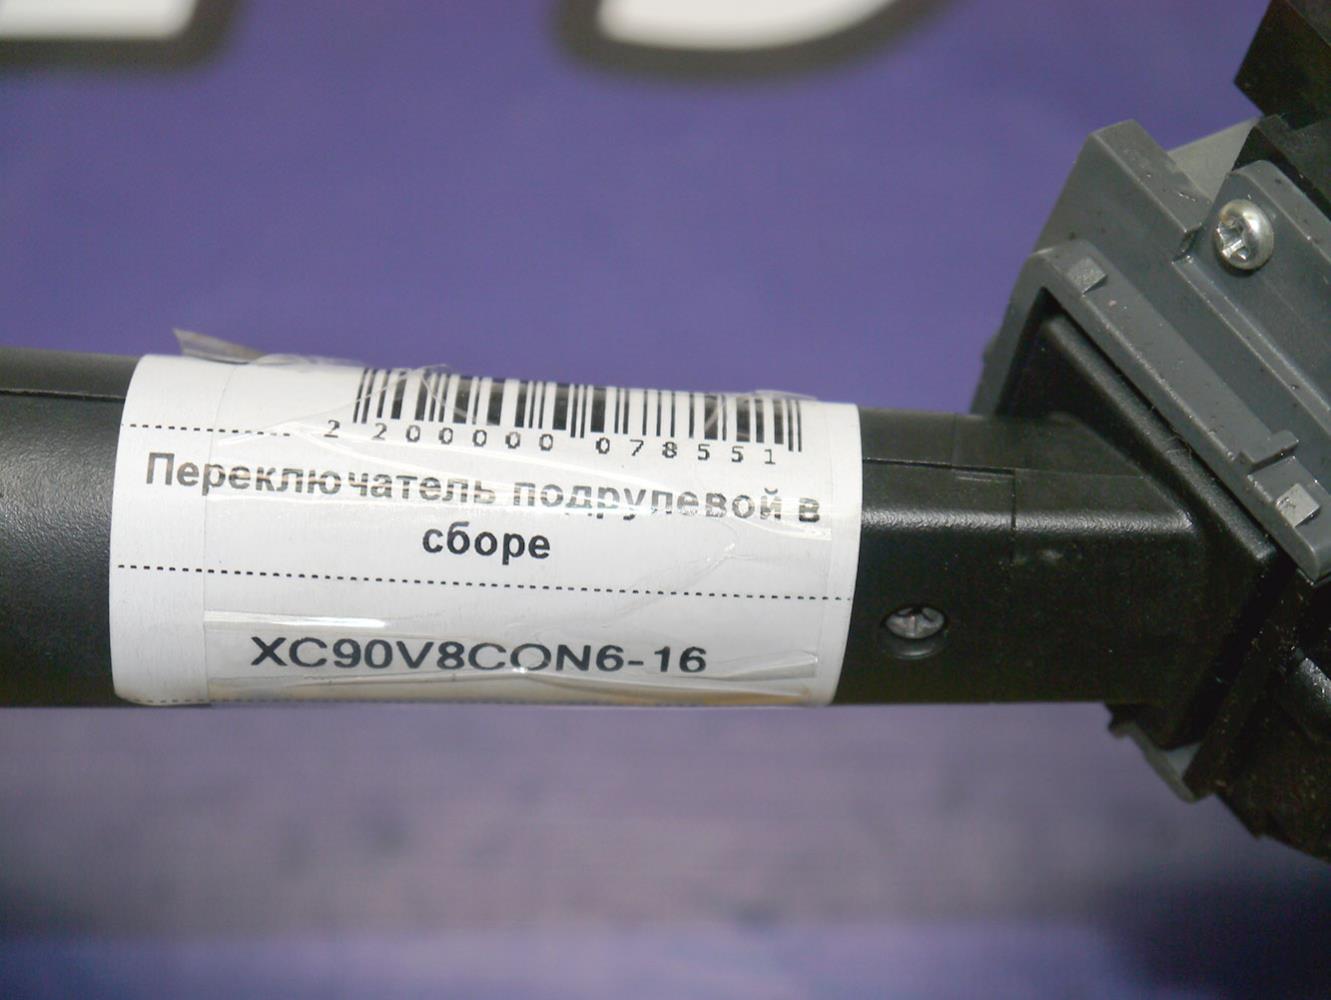 2 200000 078551
Переключатель подрулевой в
сборе
XC90V8CON6-16